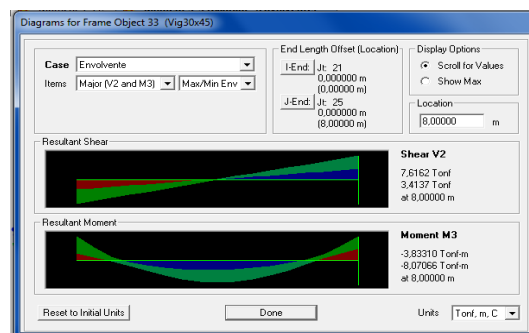 Diagrams for Frame Object 33 (Vig30x45)
Case Envolvente
Items Major (V2 and M3) Max/Min Env
End Length Offset (Location)
I-End: Jt: 21
0,000000 m
(0,00000 m)
J-End: Jt: 25
0,000000 m
(8,00000 m)
Display Options
Scroll for Values
Show Max
Location
8,00000 m
Resultant Shear
Shear V2
7,6162 Tonf
3,4137 Tonf
at 8,00000 m
Resultant Moment
Moment M3
-3,83310 Tonf-m
-8,07066 Tonf-m
at 8,00000 m
Reset to Initial Units
Done
Units Tonf, m, C